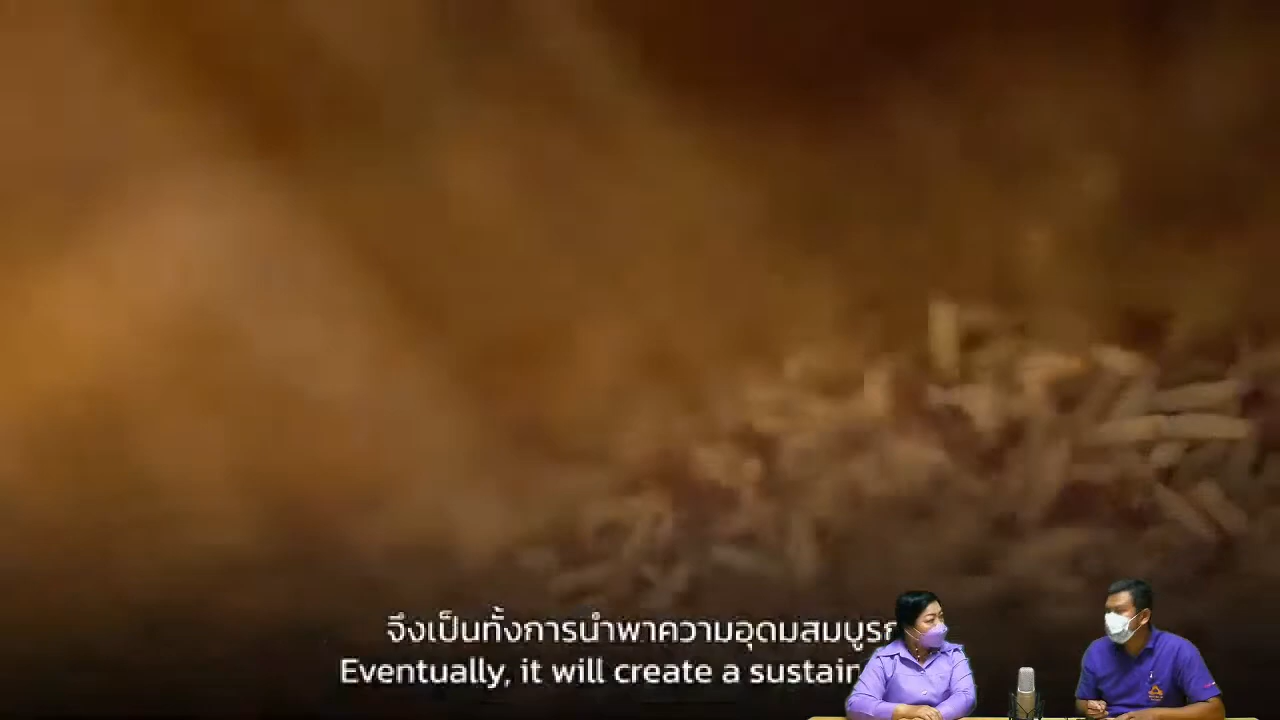 จึงเป็นทั้งการนำพาความอุดมสมบูรณ
Eventually, it will create a sustain